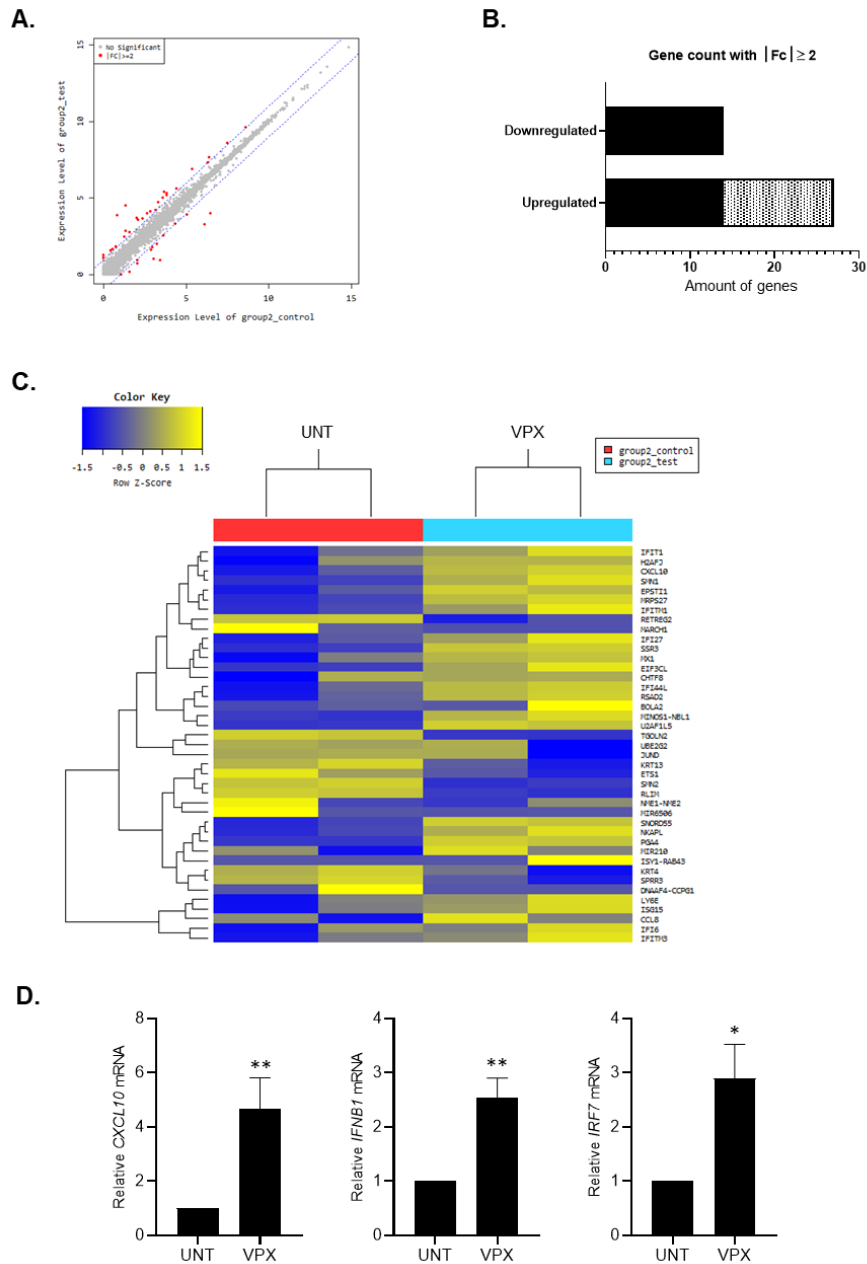 A.
No Significant
|FC|>=2
15
10
5
0
Expression Level of group2_test
0
5
10
15
Expression Level of group2_control
B.
Gene count with |Fc| ≥ 2
Downregulated
Upregulated
0
10
20
30
Amount of genes
C.
Color Key
-1.5
-0.5
0
0.5
1
1.5
Row Z-Score
UNT
VPX
group2_control
group2_test
IFIT1
H2AFJ
CXCL10
SMN1
EPSTI1
MRPS27
IFITM1
RETREG2
MARCH1
IFI27
SSR3
MX1
EIF3CL
CHTF8
IFI44L
RSAD2
BOLA2
MINOS1-NBL1
U2AF1L5
TGOLN2
UBE2G2
JUND
KRT13
ETS1
SMN2
RLIM
NME1-NME2
MIR6506
SNORD55
NKAPL
PGA4
MIR210
ISY1-RAB43
KRT4
SPRR3
DNAAF4-CCPG1
LY6E
ISG15
CCL8
IFI6
IFITM3
D.
Relative CXCL10 mRNA
8
6
4
2
0
**
UNT
VPX
Relative IFNB1 mRNA
4
3
2
1
0
**
UNT
VPX
Relative IRF7 mRNA
4
3
2
1
0
*
UNT
VPX